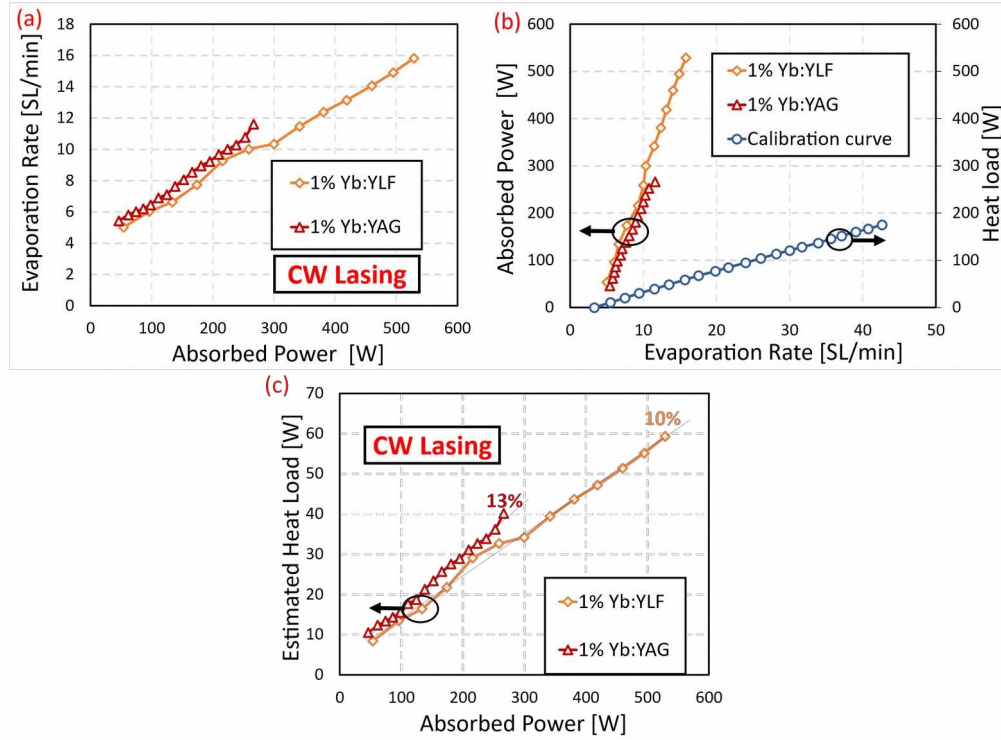 (a)
18
16
14
12
10
8
6
4
2
0
Evaporation Rate [SL/min]
1% Yb:YLF
1% Yb:YAG
CW Lasing
0 100 200 300 400 500 600
Absorbed Power [W]
(b)
600
500
400
300
200
100
0
Absorbed Power [W]
1% Yb:YLF
1% Yb:YAG
Calibration curve
600
500
400
300
200
100
0
Heat load [W]
0 10 20 30 40 50
Evaporation Rate [SL/min]
(c)
70
60
50
40
30
20
10
0
Estimated Heat Load [W]
CW Lasing
10%
13%
1% Yb:YLF
1% Yb:YAG
0 100 200 300 400 500 600
Absorbed Power [W]